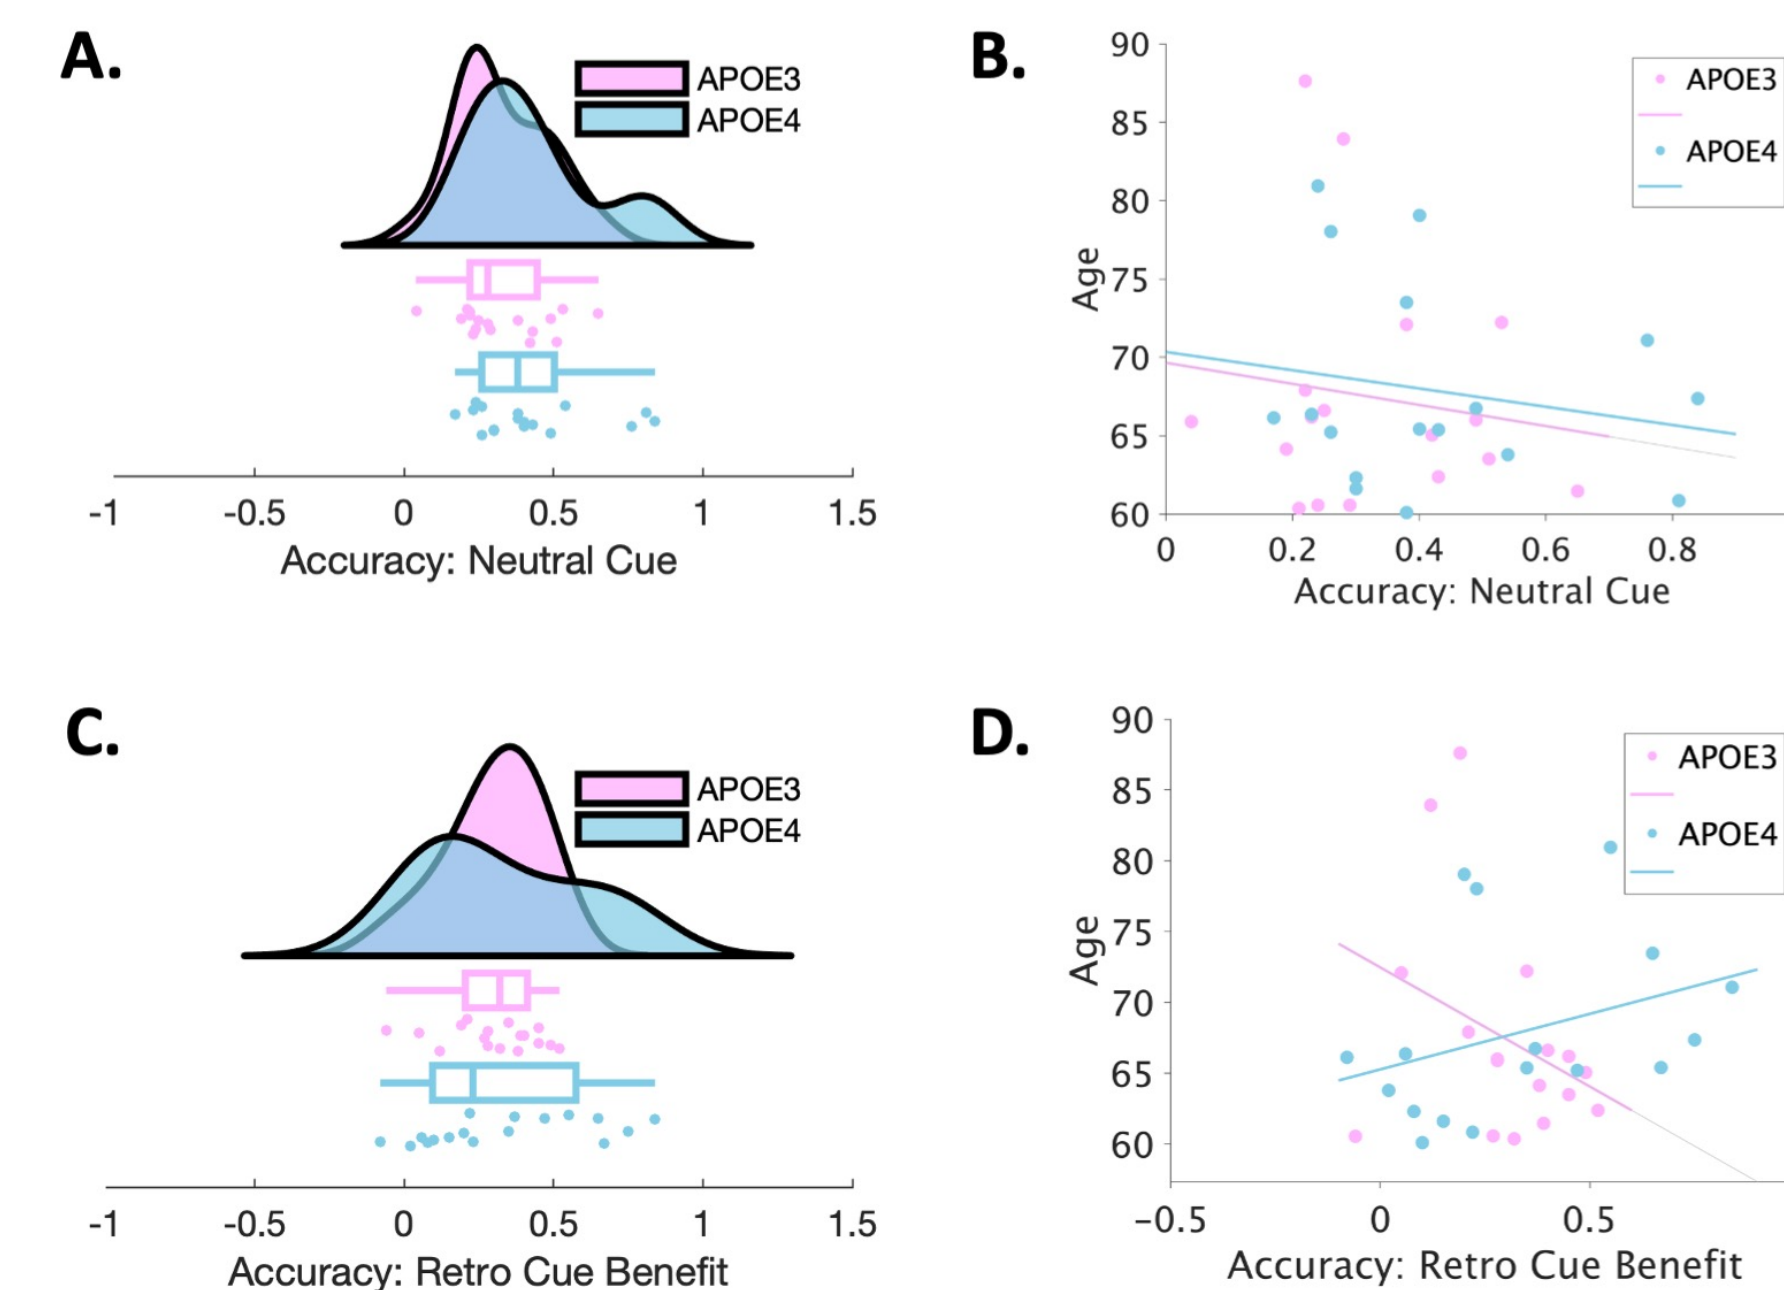 A.
APOE3
APOE4
-1 -0.5 0 0.5 1 1.5
Accuracy: Neutral Cue
B.
90
85
80
75
70
65
60
Age
APOE3
APOE4
0 0.2 0.4 0.6 0.8
Accuracy: Neutral Cue
C.
APOE3
APOE4
-1 -0.5 0 0.5 1 1.5
Accuracy: Retro Cue Benefit
D.
90
85
80
75
70
65
60
Age
APOE3
APOE4
-0.5 0 0.5
Accuracy: Retro Cue Benefit